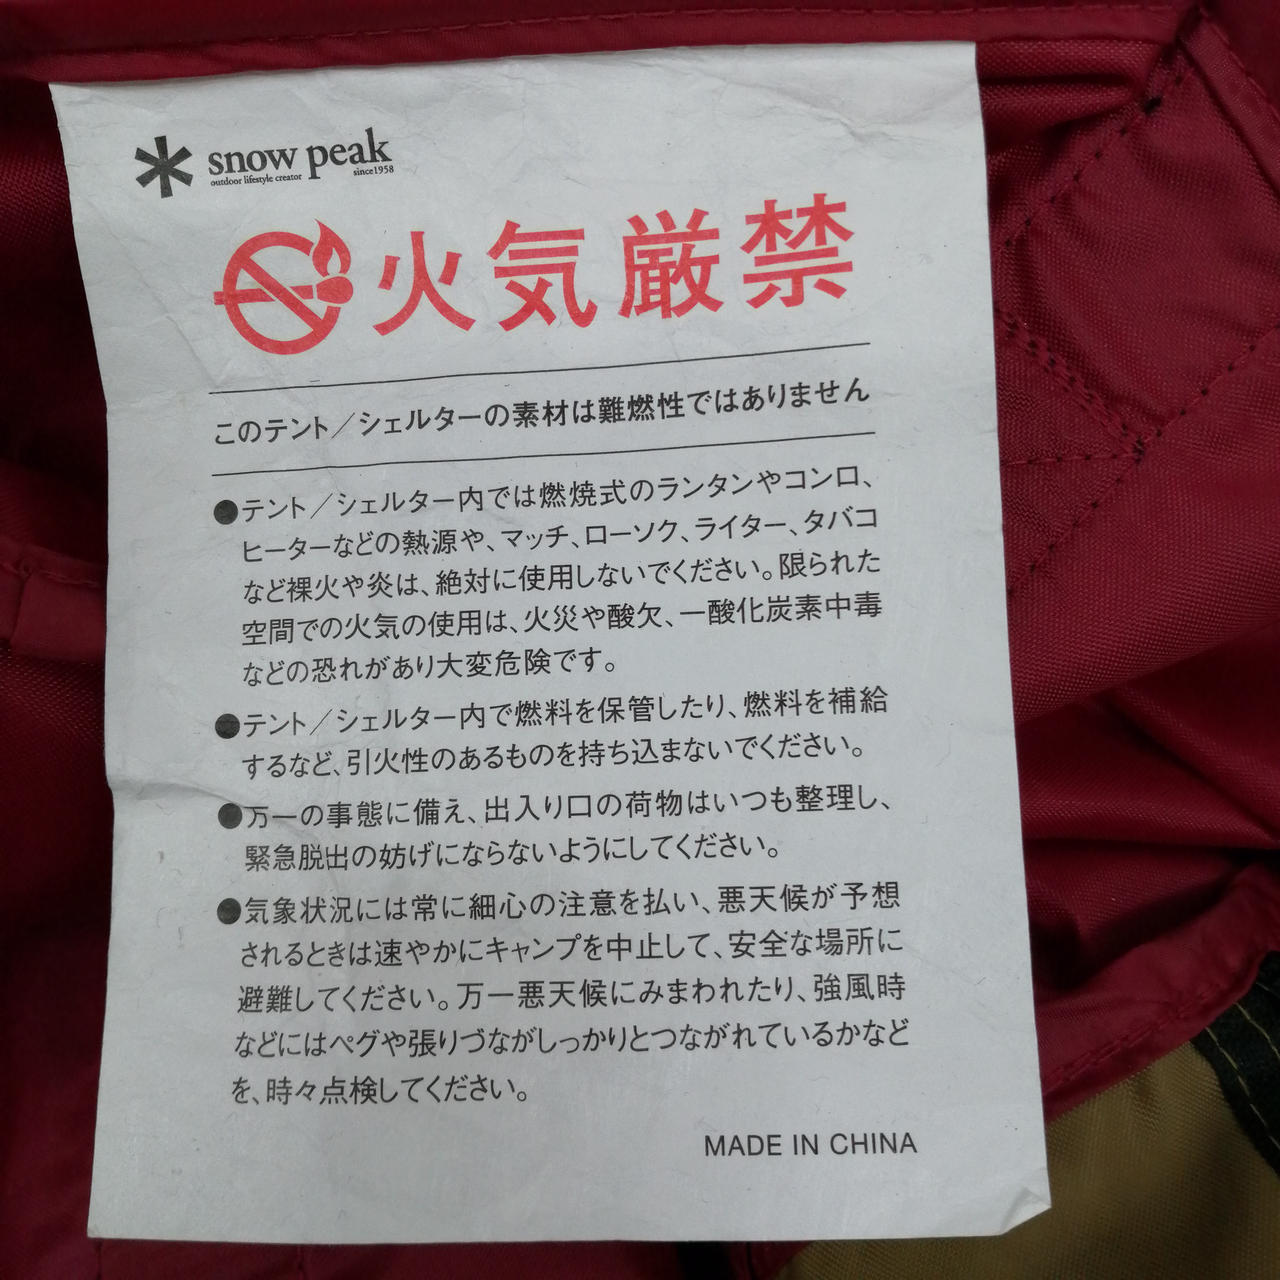 snow peak
outdoor lifestyle creator
since1958
火気厳禁
このテント／シェルターの素材は難燃性ではありません
●テント／シェルター内では燃焼式のランタンやコンロ、
ヒーターなどの熱源や、マッチ、ローソク、ライター、タバコ
など裸火や炎は、絶対に使用しないでください。限られた
空間での火気の使用は、火災や酸欠、一酸化炭素中毒
などの恐れがあり大変危険です。
●テント／シェルター内で燃料を保管したり、燃料を補給
するなど、引火性のあるものを持ち込まないでください。
●万一の事態に備え、出入り口の荷物はいつも整理し、
緊急脱出の妨げにならないようにしてください。
●気象状況には常に細心の注意を払い、悪天候が予想
されるときは速やかにキャンプを中止して、安全な場所に
避難してください。万一悪天候にみまわれたり、強風時
などにはペグや張りづながしっかりとつながれているかなど
を、時々点検してください。
MADE IN CHINA